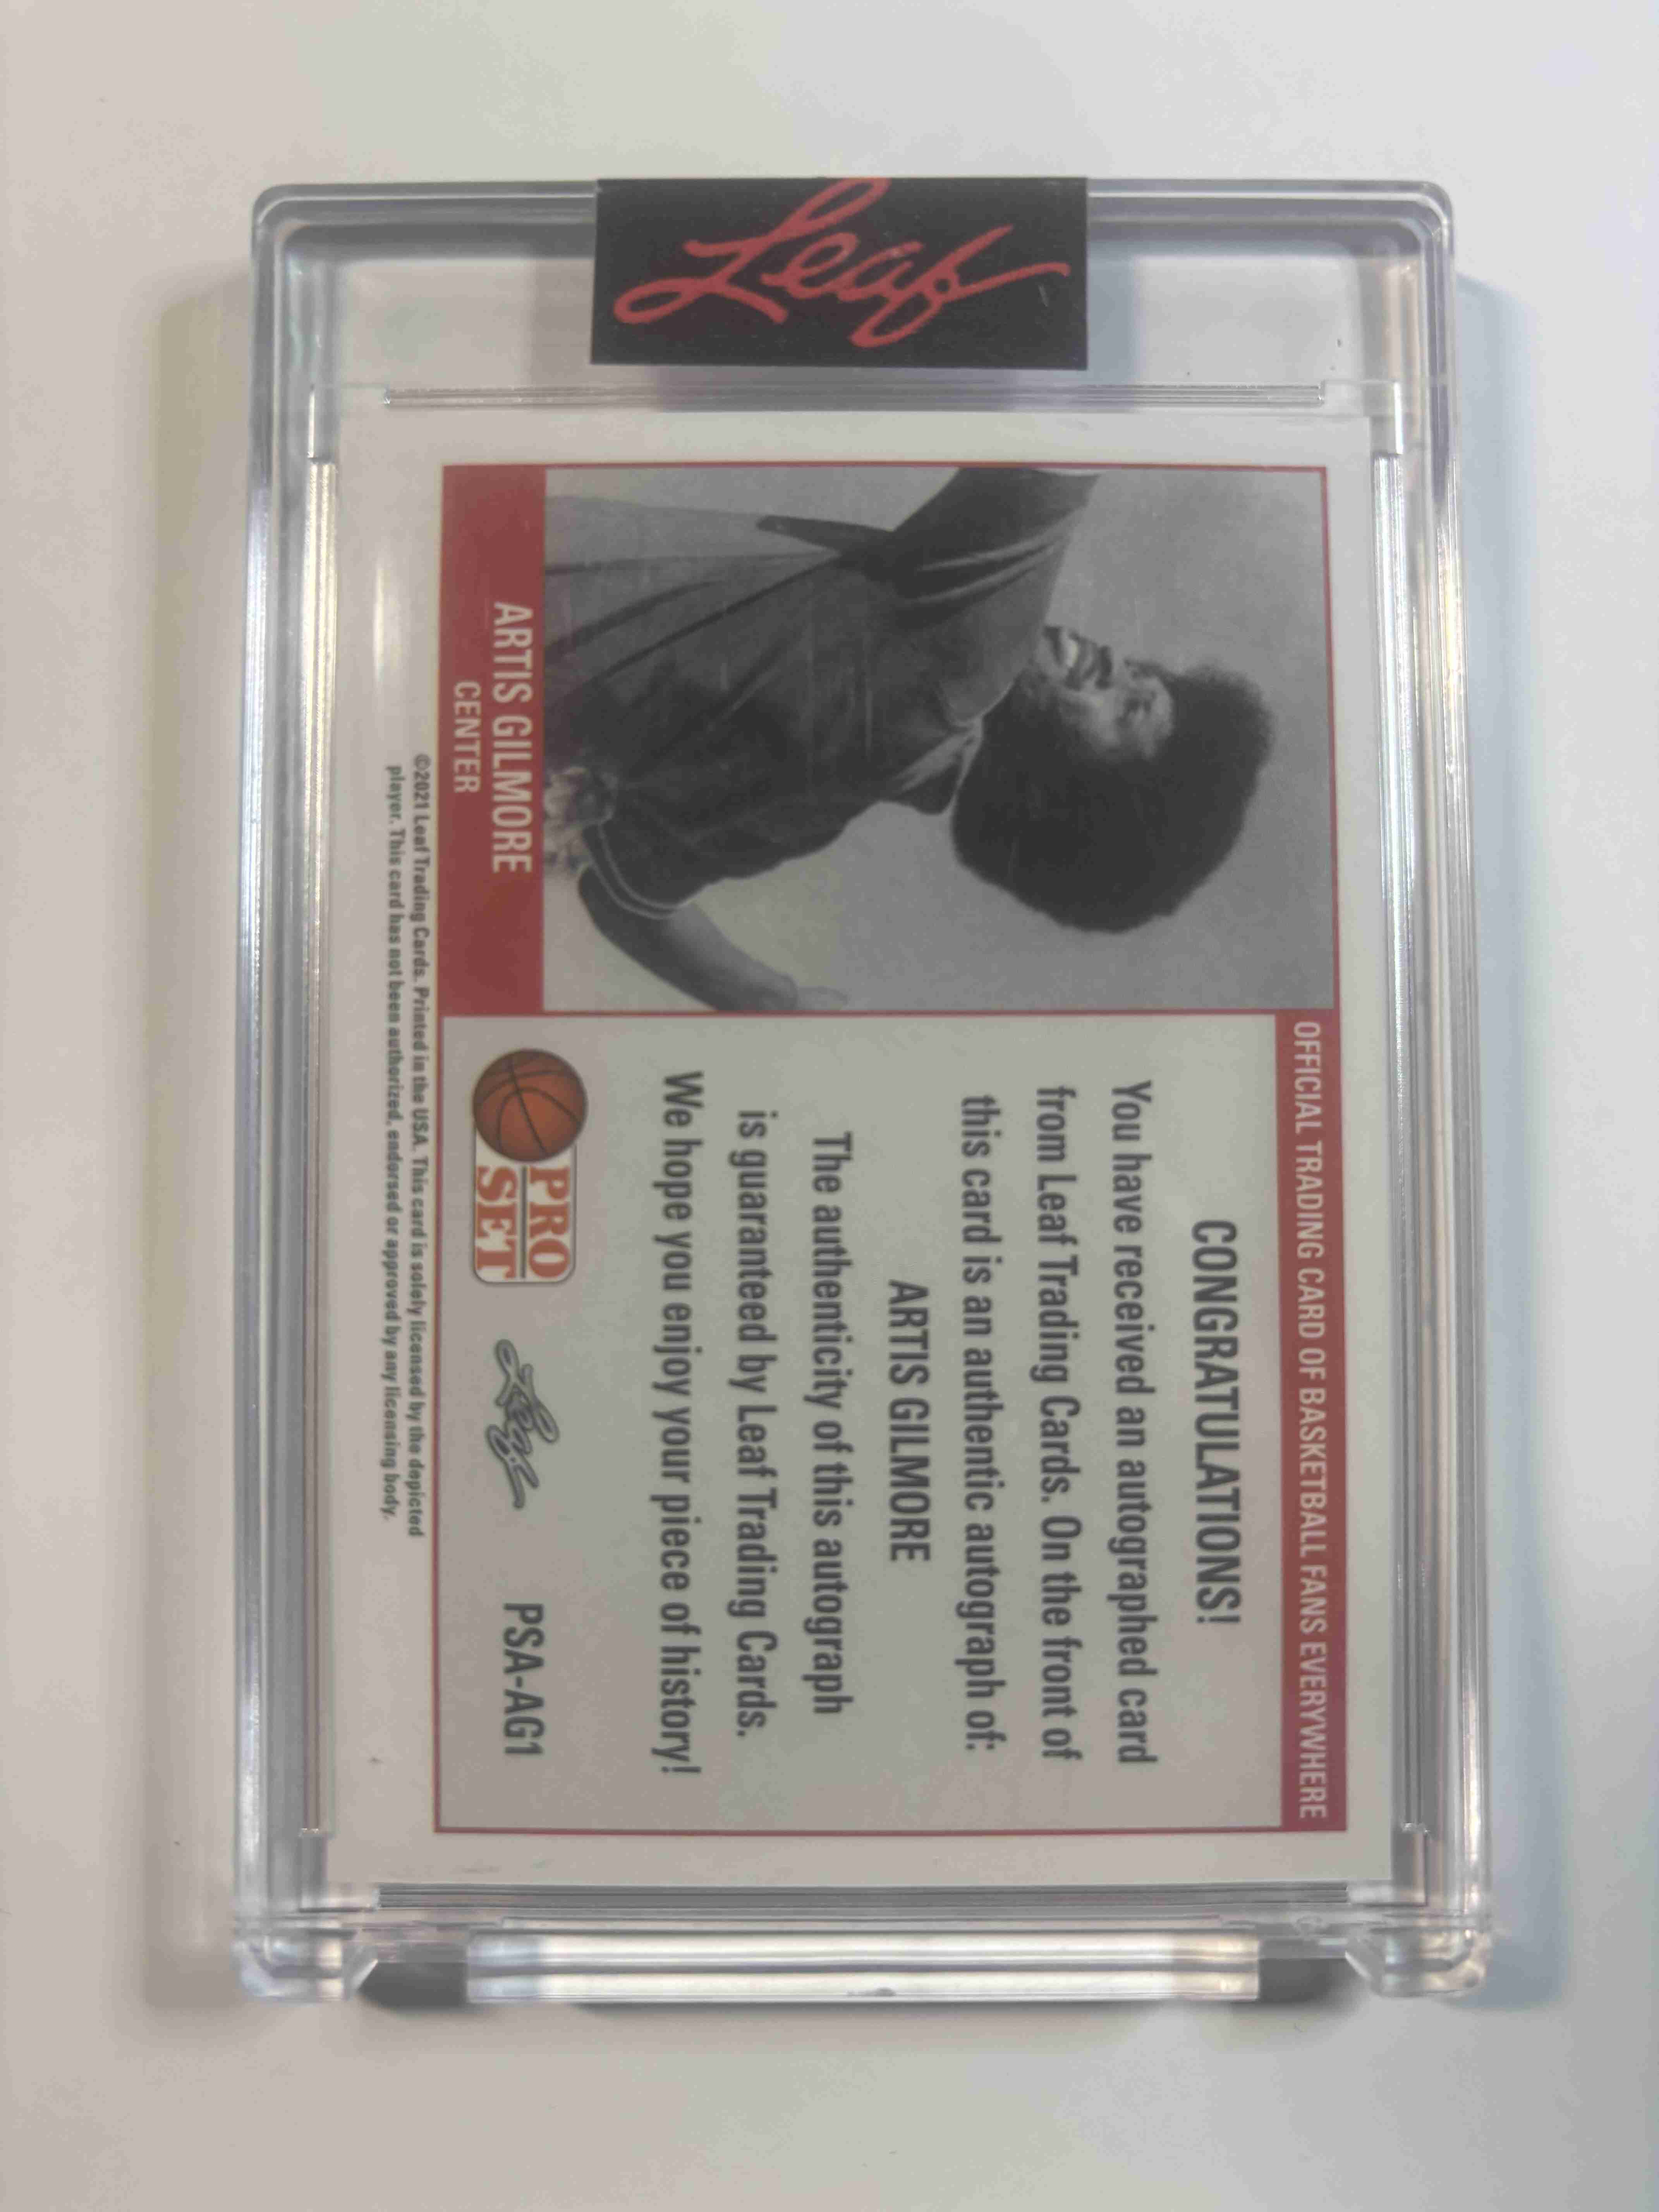 Leaf
OFFICIAL TRADING CARD OF BASKETBALL FANS EVERYWHERE
CONGRATULATIONS!
You have received an autographed card
from Leaf Trading Cards. On the front of
this card is an authentic autograph of:
ARTIS GILMORE
The authenticity of this autograph
is guaranteed by Leaf Trading Cards.
We hope you enjoy your piece of history!
PRO
SET
Leaf
PSA-AG1
ARTIS GILMORE
CENTER
©2021 Leaf Trading Cards. Printed in the USA. This card is solely licensed by the depicted
player. This card has not been authorized, endorsed or approved by any licensing body.